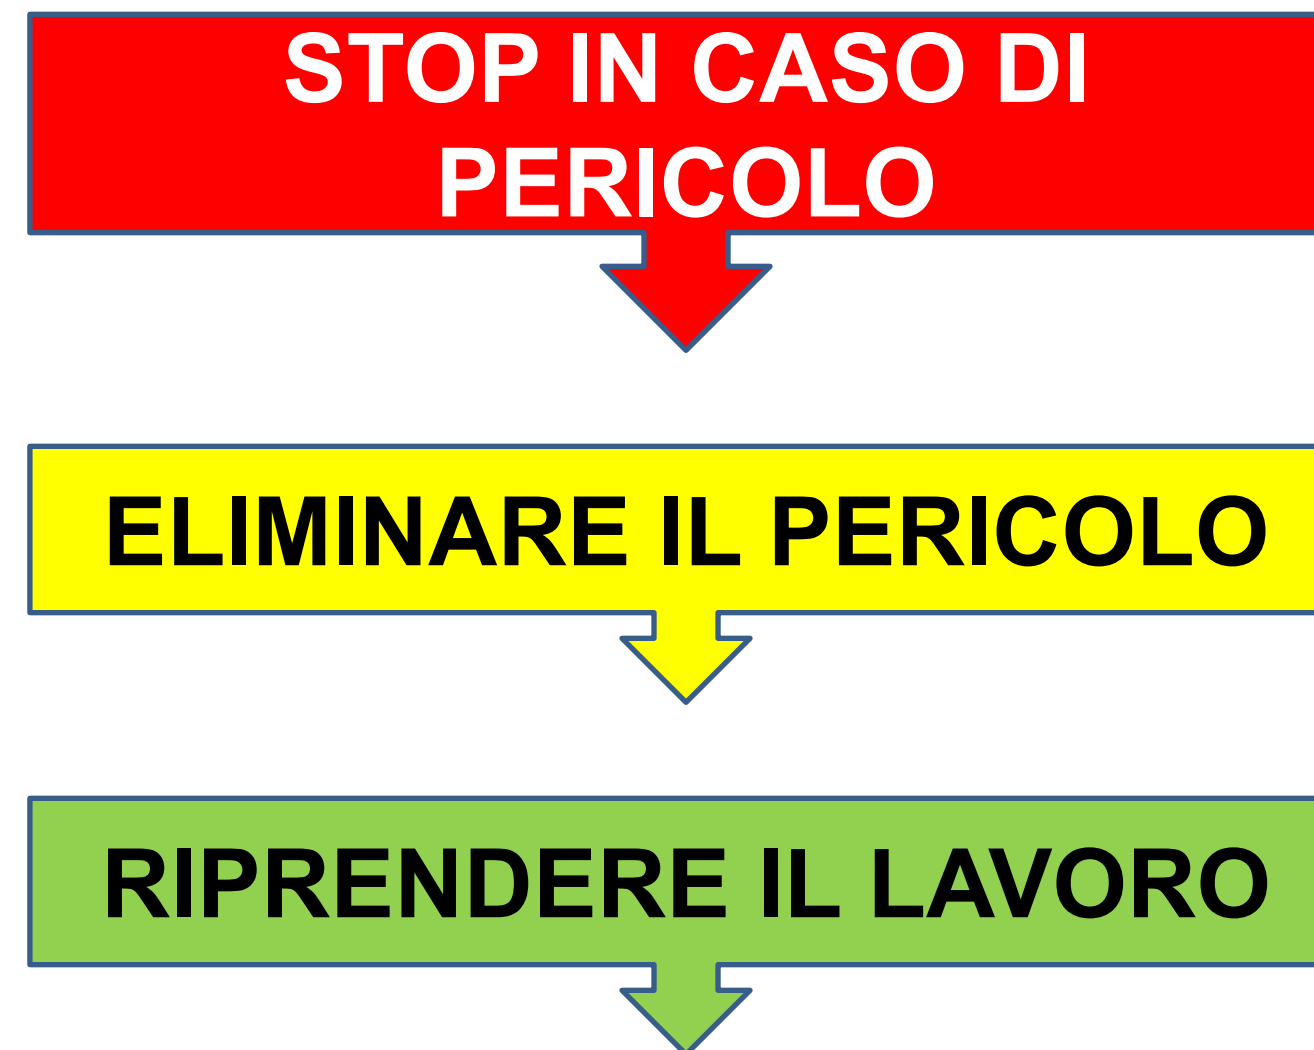 STOP IN CASO DI
PERICOLO
ELIMINARE IL PERICOLO
RIPRENDERE IL LAVORO